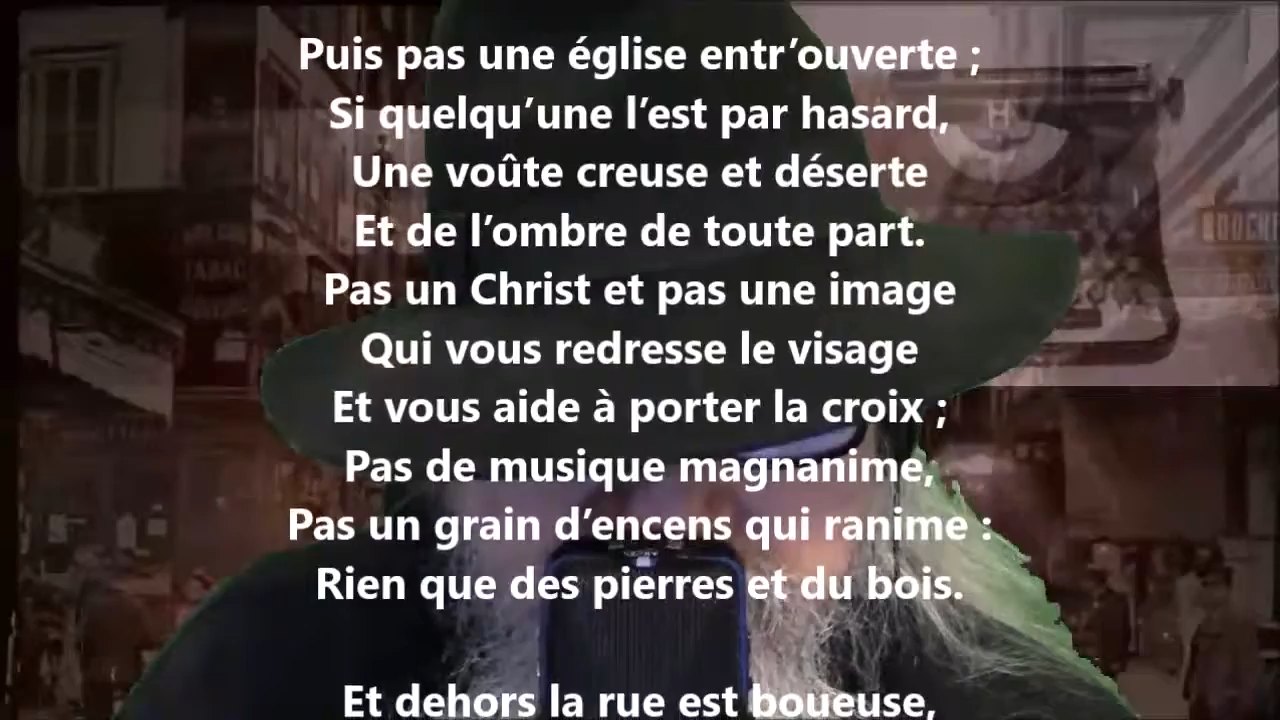 Puis pas une église entr’ouverte ;
Si quelqu’une l’est par hasard,
Une voûte creuse et déserte
Et de l’ombre de toute part.
Pas un Christ et pas une image
Qui vous redresse le visage
Et vous aide à porter la croix ;
Pas de musique magnanime,
Pas un grain d’encens qui ranime :
Rien que des pierres et du bois.
Et dehors la rue est boueuse,
TABAC
H